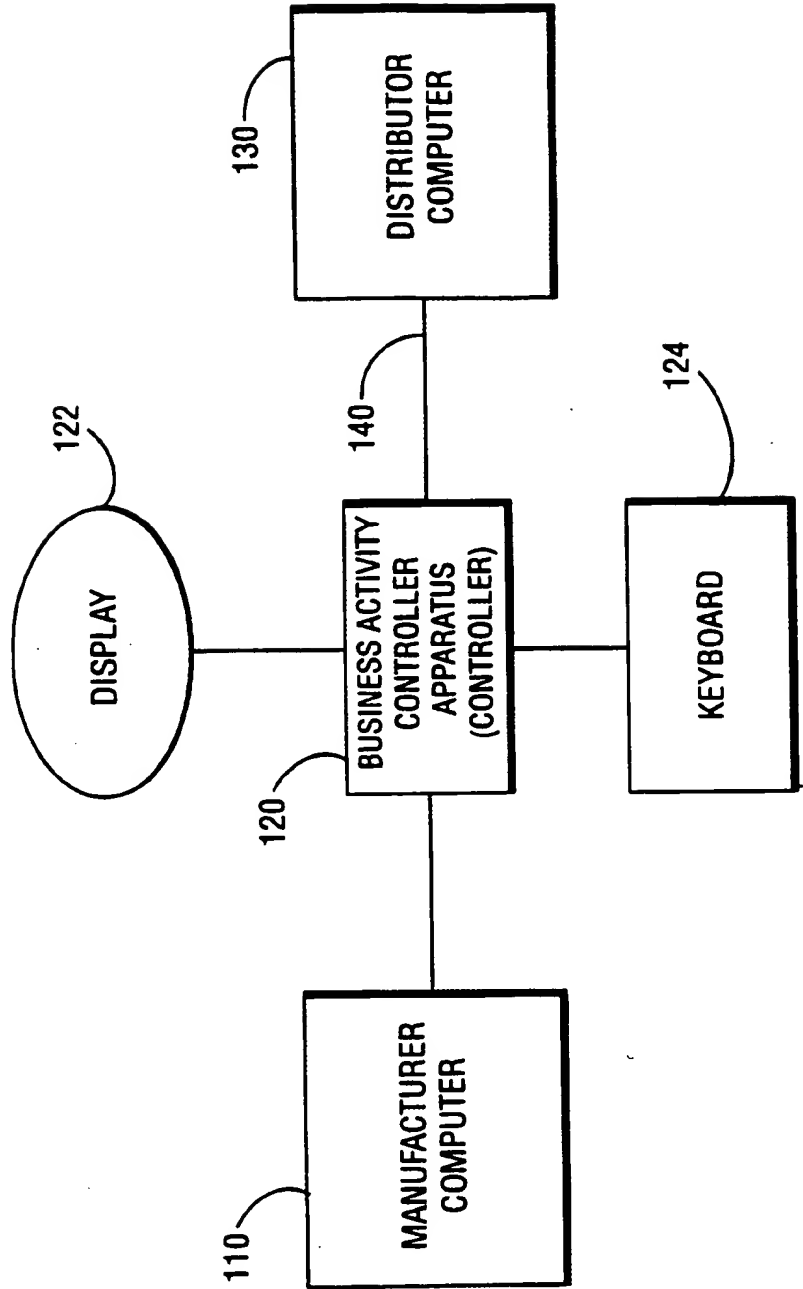 122
DISPLAY
130
DISTRIBUTOR
COMPUTER
140
120
BUSINESS ACTIVITY
CONTROLLER
APPARATUS
(CONTROLLER)
110
MANUFACTURER
COMPUTER
124
KEYBOARD